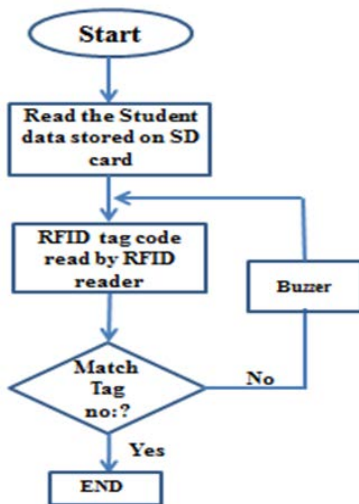 Start
Read the Student
data stored on SD
card
RFID tag code
read by RFID
reader
Buzzer
Match
Tag
no:?
No
Yes
END